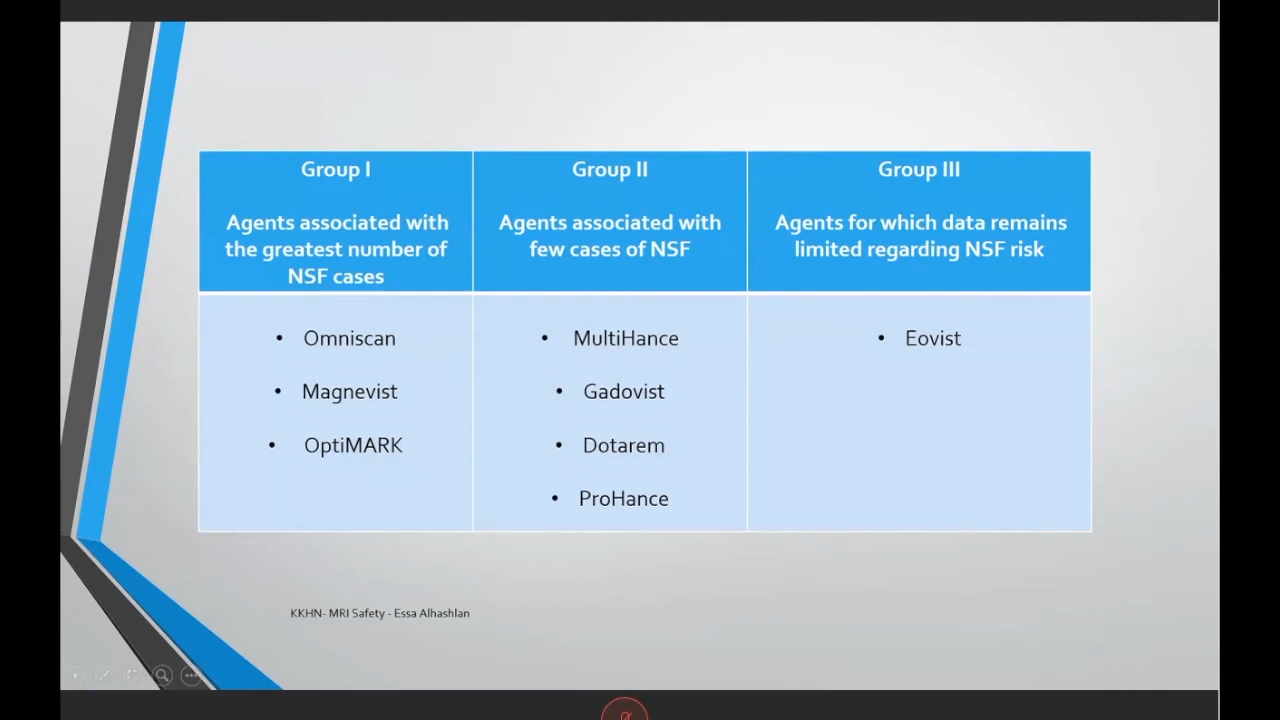 Group I
Agents associated with
the greatest number of
NSF cases
Group II
Agents associated with
few cases of NSF
Group III
Agents for which data remains
limited regarding NSF risk
• Omniscan
• Magnevist
• OptiMARK
• MultiHance
• Gadovist
• Dotarem
• ProHance
• Eovist
KKHN- MRI Safety - Essa Alhashlan